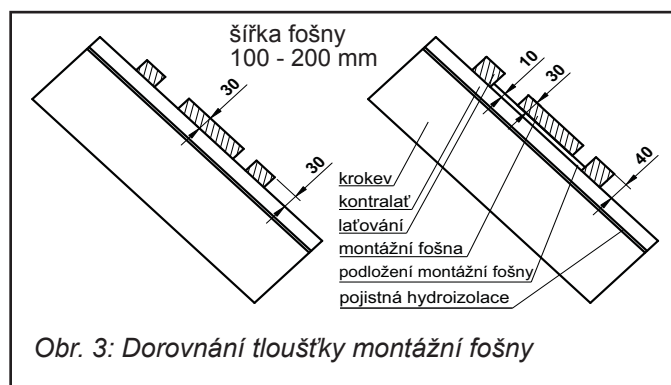 šířka fošny
100 - 200 mm
30
30
10
30
40
krokev
kontralať
laťování
montážní fošna
podložení montážní fošny
pojistná hydroizolace
Obr. 3: Dorovnání tloušťky montážní fošny